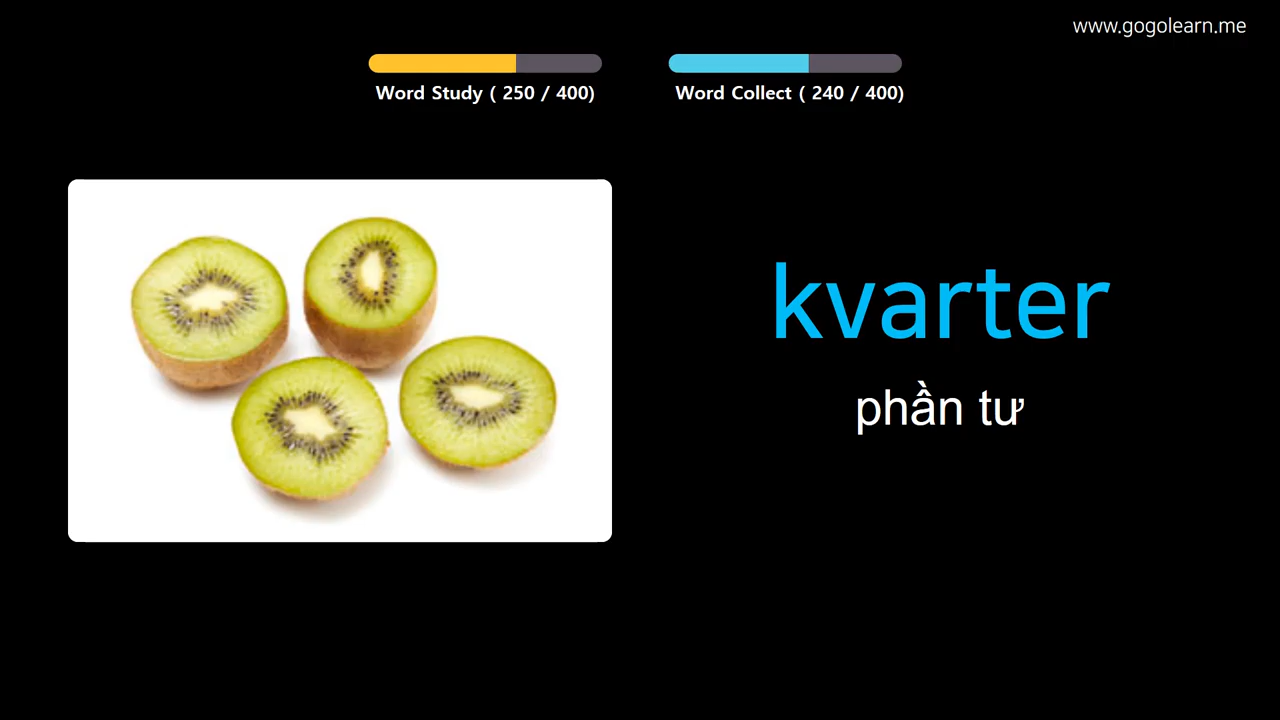 www.gogolearn.me
Word Study ( 250 / 400)
Word Collect ( 240 / 400)
kvarter
phần tư